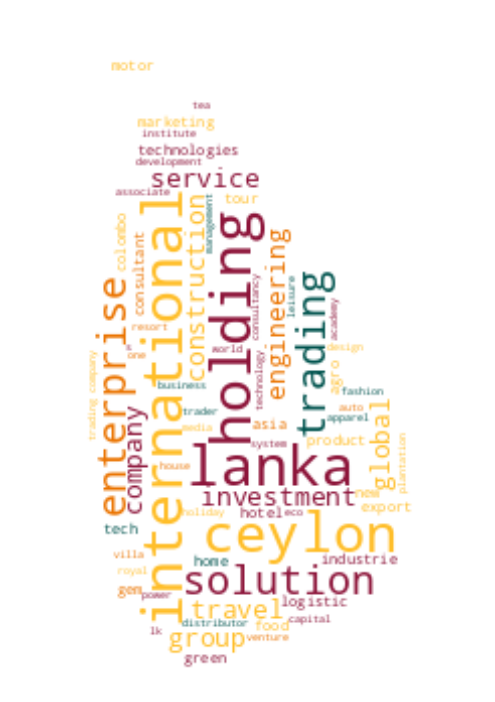 motor
tea
marketing
institute
technologies
development
service
associate
tour
international
construction
management
holding
colombo
consultant
engineering
enterprise
consultancy
leisure
trading
academy
resort
s
one
world
technology
design
trading company
business
agro
fashion
company
trader
auto
apparel
global
media
asia
product
plantation
system
lanka
house
investment
new
export
holiday
hotel
eco
ceylon
tech
villa
home
industrie
royal
solution
gem
power
logistic
travel
capital
lk
distributor
food
group
venture
green